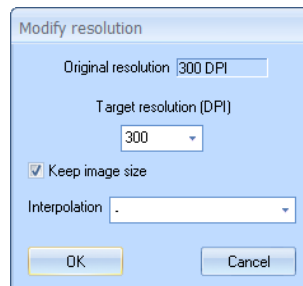 Modify resolution
Original resolution 300 DPI
Target resolution (DPI)
300
Keep image size
Interpolation -
OK Cancel